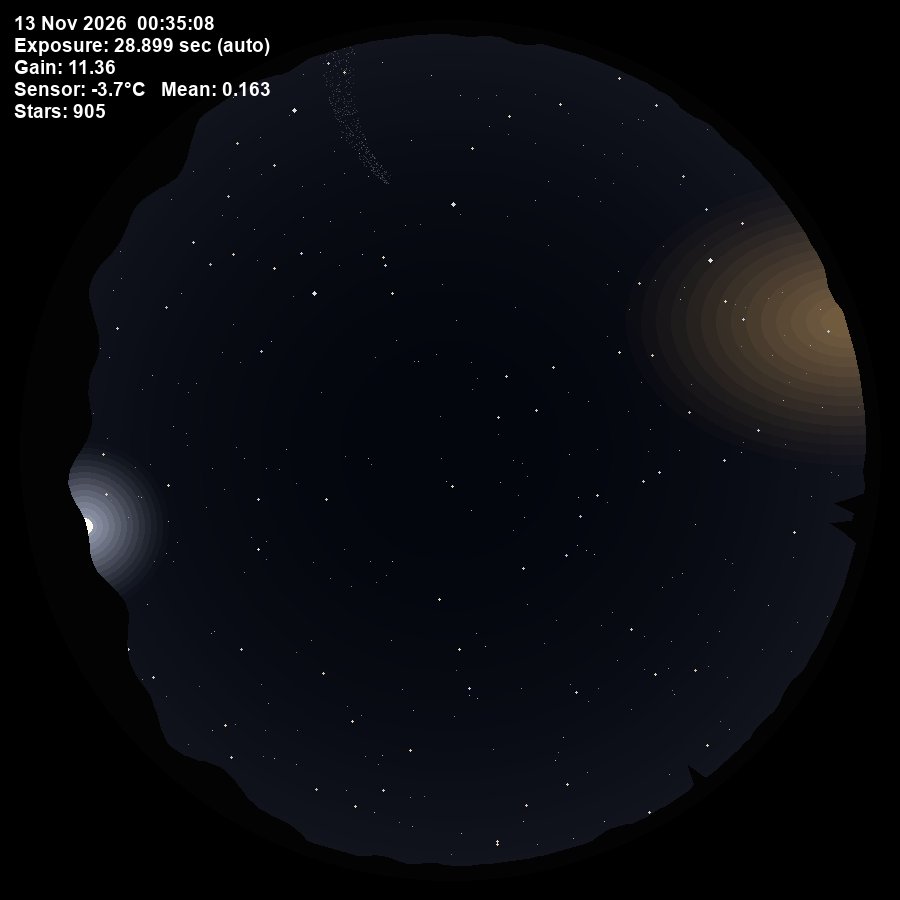 13 Nov 2026  00:35:08
Exposure: 28.899 sec (auto)
Gain: 11.36
Sensor: -3.7°C   Mean: 0.163
Stars: 905